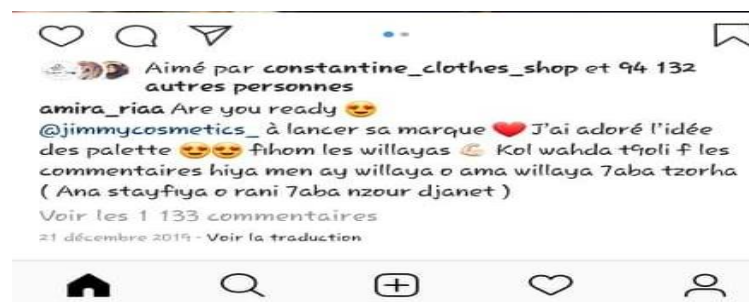 Aimé par constantine_clothes_shop et 94 132
autres personnes
amira_riaa Are you ready 😍
@jimmycosmetics_ à lancer sa marque ❤️ J'ai adoré l'idée
des palette 😍😍 fihom les willayas 💪🏻 Kol wahda t9oli f les
commentaires hiya men ay willaya o ama willaya 7aba tzorha
( Ana stayfiya o rani 7aba nzour djanet )
Voir les 1 133 commentaires
21 décembre 2019 · Voir la traduction